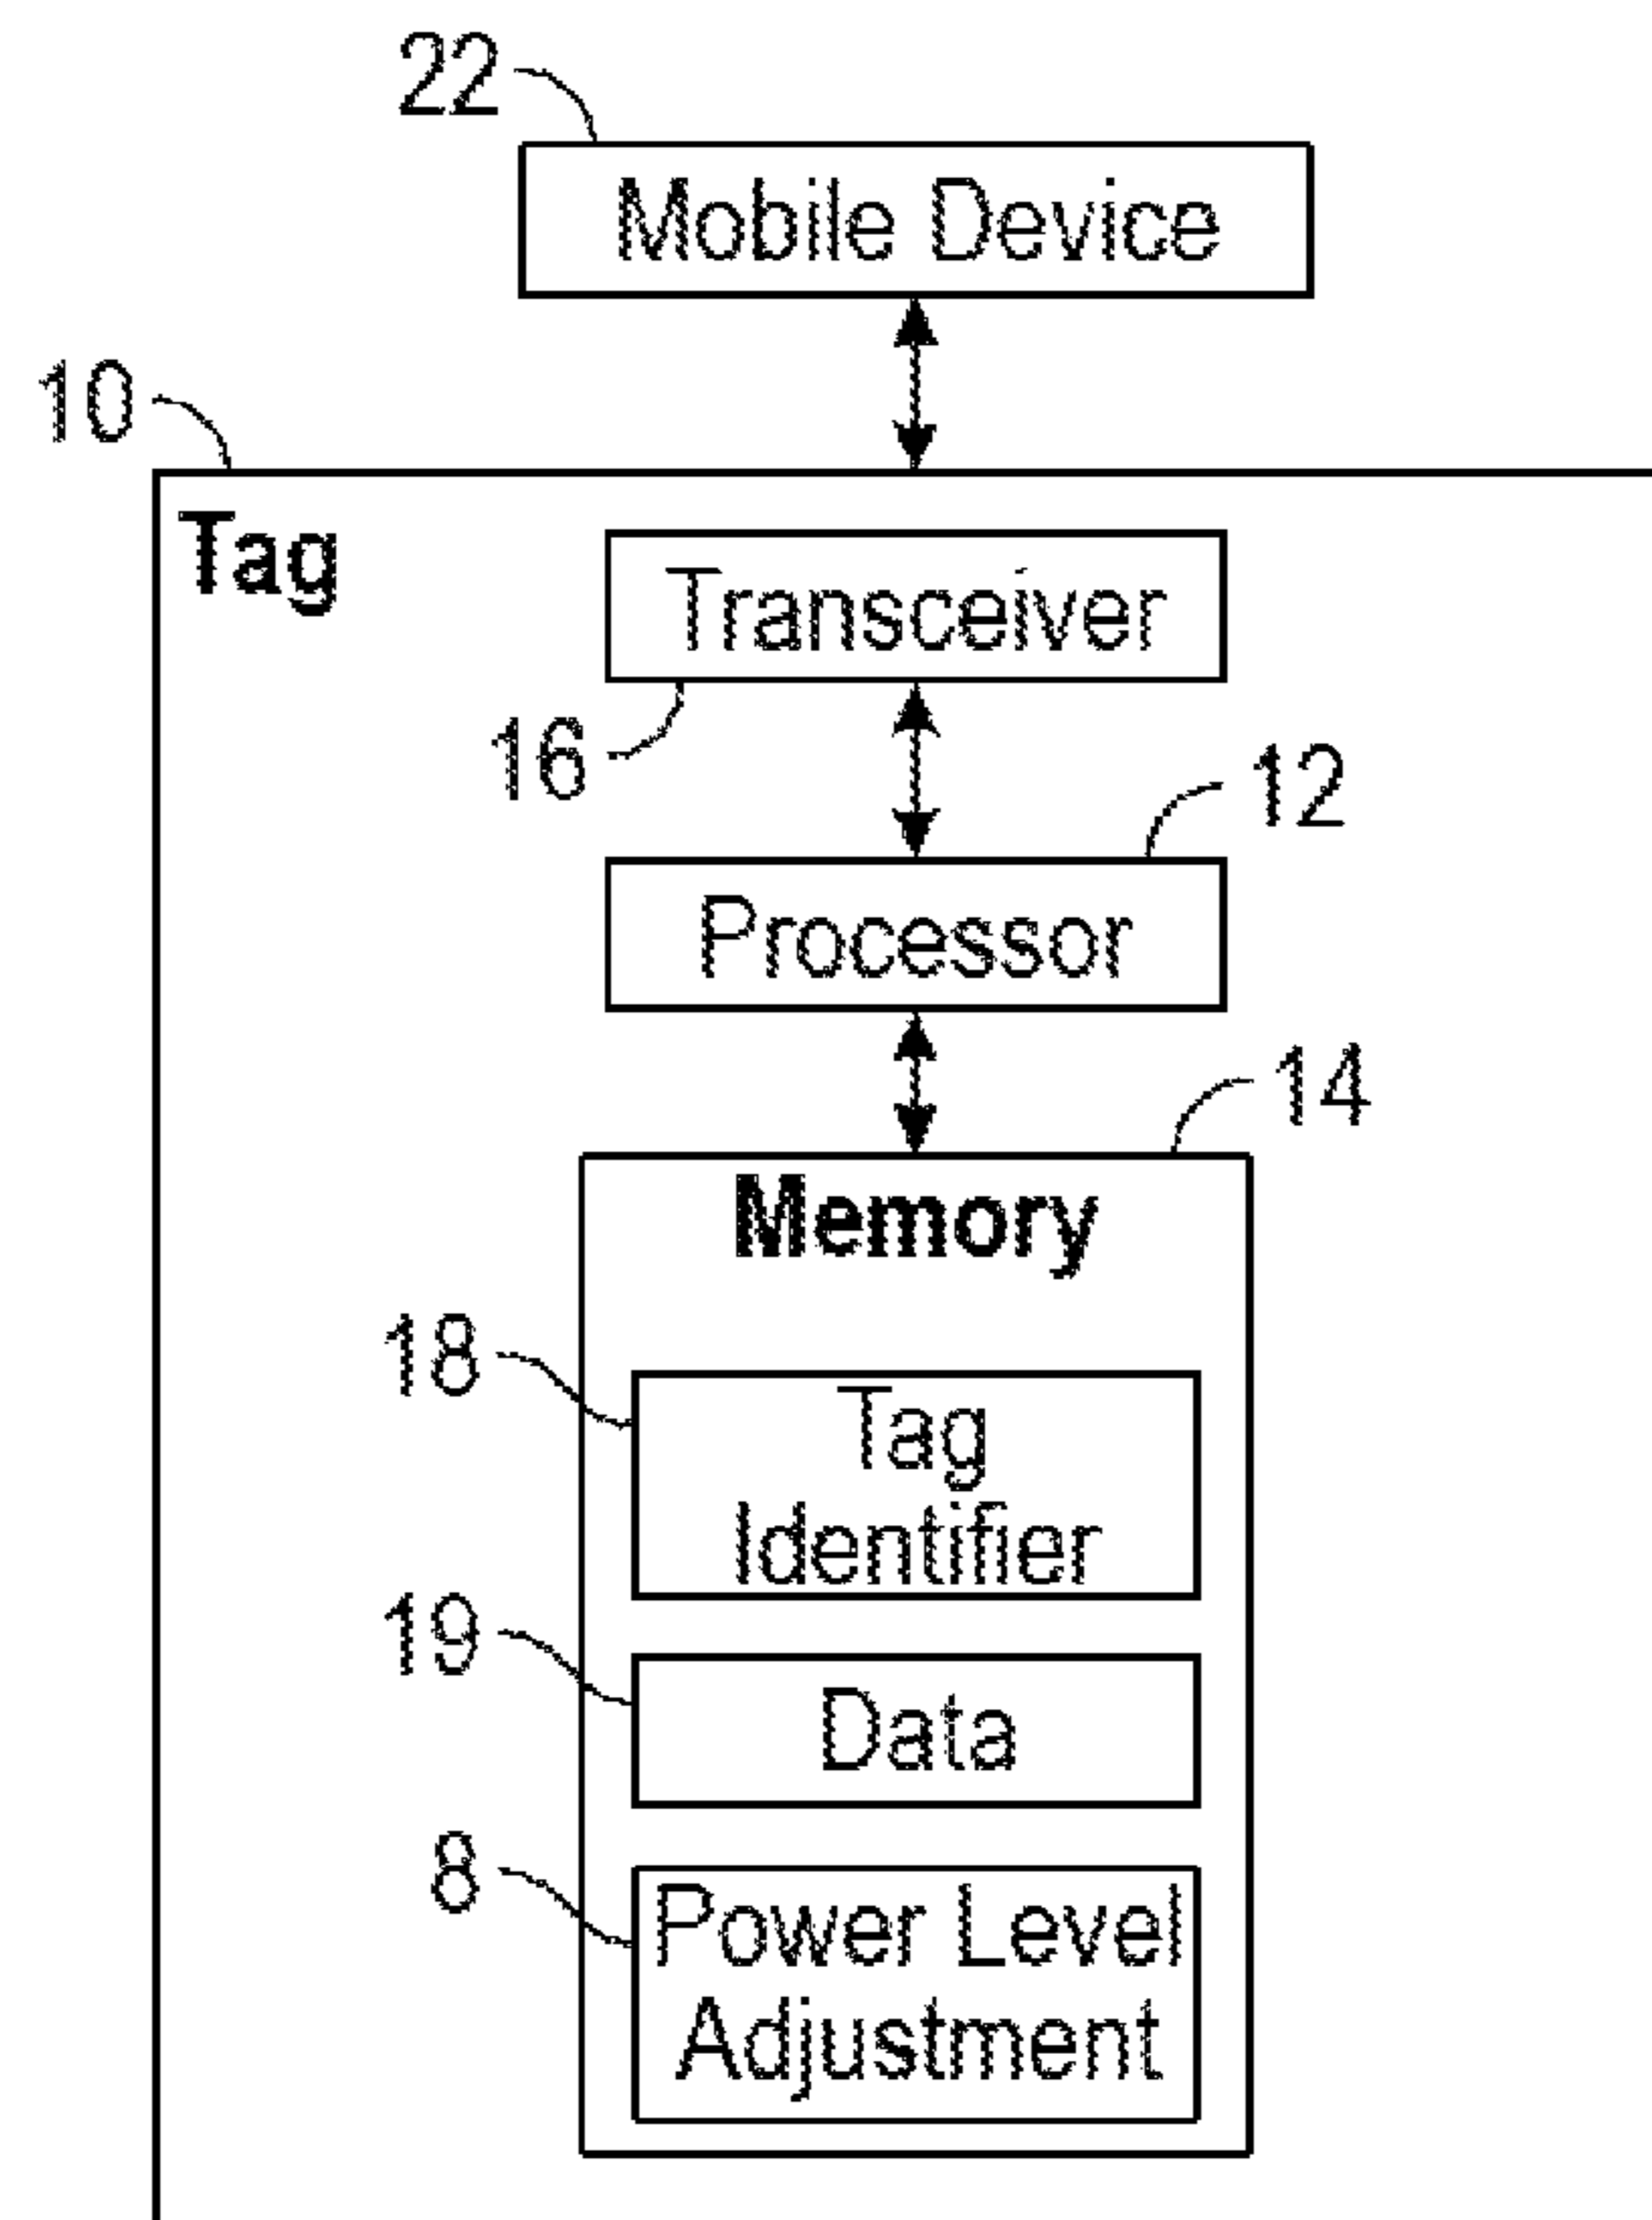 22
Mobile Device
10
Tag
Transceiver
16
12
Processor
14
Memory
18
Tag
Identifier
19
Data
8
Power Level
Adjustment